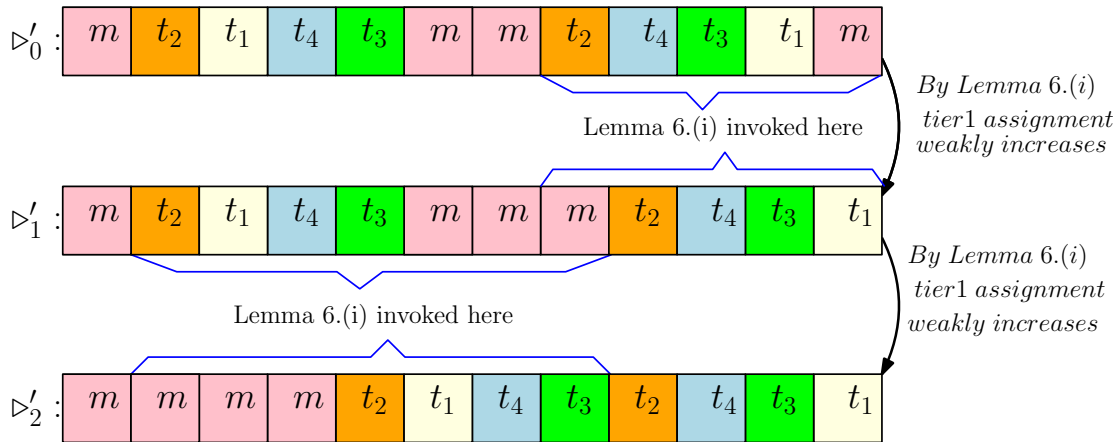 ▷′₀ : m t₂ t₁ t₄ t₃ m m t₂ t₄ t₃ t₁ m
By Lemma 6.(i)
tier1 assignment
weakly increases
Lemma 6.(i) invoked here
▷′₁ : m t₂ t₁ t₄ t₃ m m m t₂ t₄ t₃ t₁
By Lemma 6.(i)
tier1 assignment
weakly increases
Lemma 6.(i) invoked here
▷′₂ : m m m m t₂ t₁ t₄ t₃ t₂ t₄ t₃ t₁